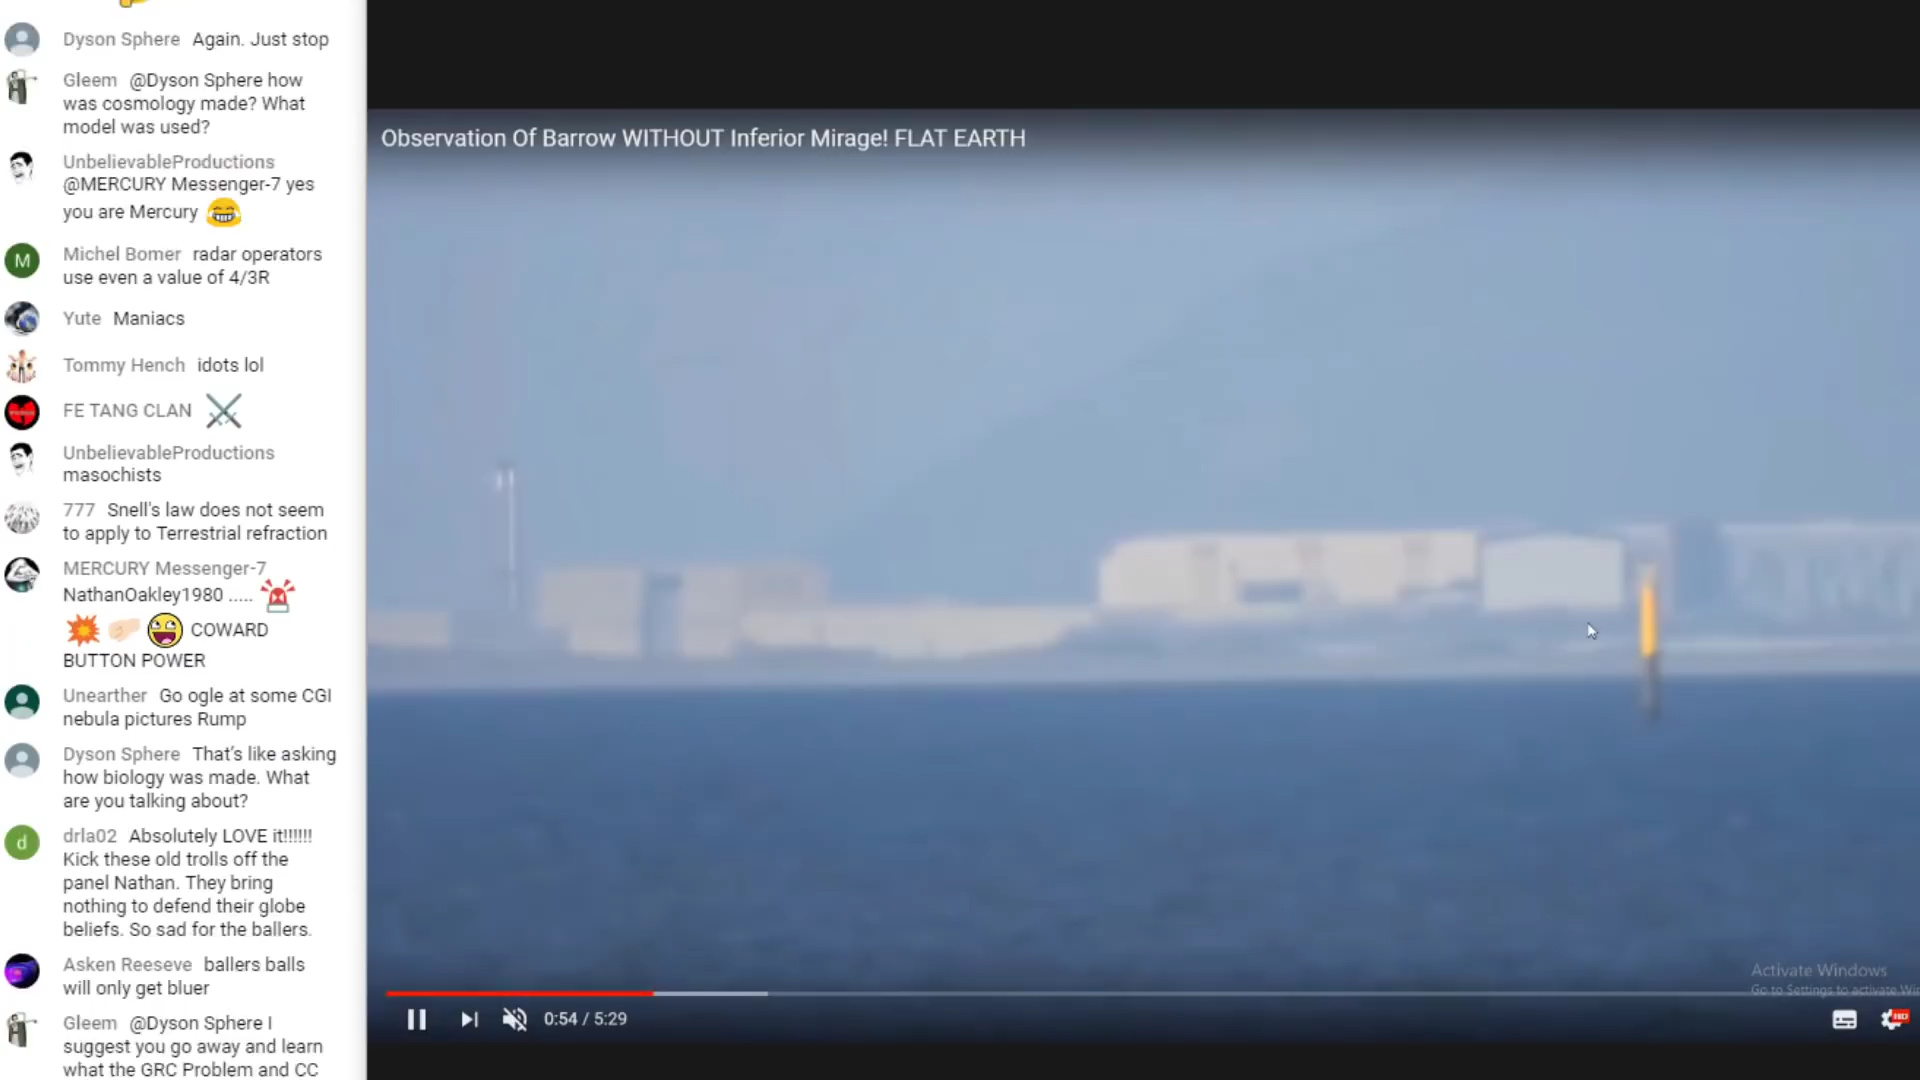 Dyson Sphere Again. Just stop
Gleem @Dyson Sphere how
was cosmology made? What
model was used?
UnbelievableProductions
@MERCURY Messenger-7 yes
you are Mercury
M
Michel Bomer radar operators
use even a value of 4/3R
Yute Maniacs
Tommy Hench idots lol
FE TANG CLAN
UnbelievableProductions
masochists
777 Snell's law does not seem
to apply to Terrestrial refraction
MERCURY Messenger-7
NathanOakley1980 .....
COWARD
BUTTON POWER
Unearther Go ogle at some CGI
nebula pictures Rump
Dyson Sphere That's like asking
how biology was made. What
are you talking about?
d
drla02 Absolutely LOVE it!!!!!!
Kick these old trolls off the
panel Nathan. They bring
nothing to defend their globe
beliefs. So sad for the ballers.
Asken Reeseve ballers balls
will only get bluer
Gleem @Dyson Sphere I
suggest you go away and learn
what the GRC Problem and CC
Observation Of Barrow WITHOUT Inferior Mirage! FLAT EARTH
Activate Windows
Go to Settings to activate Win
0:54 / 5:29
HD